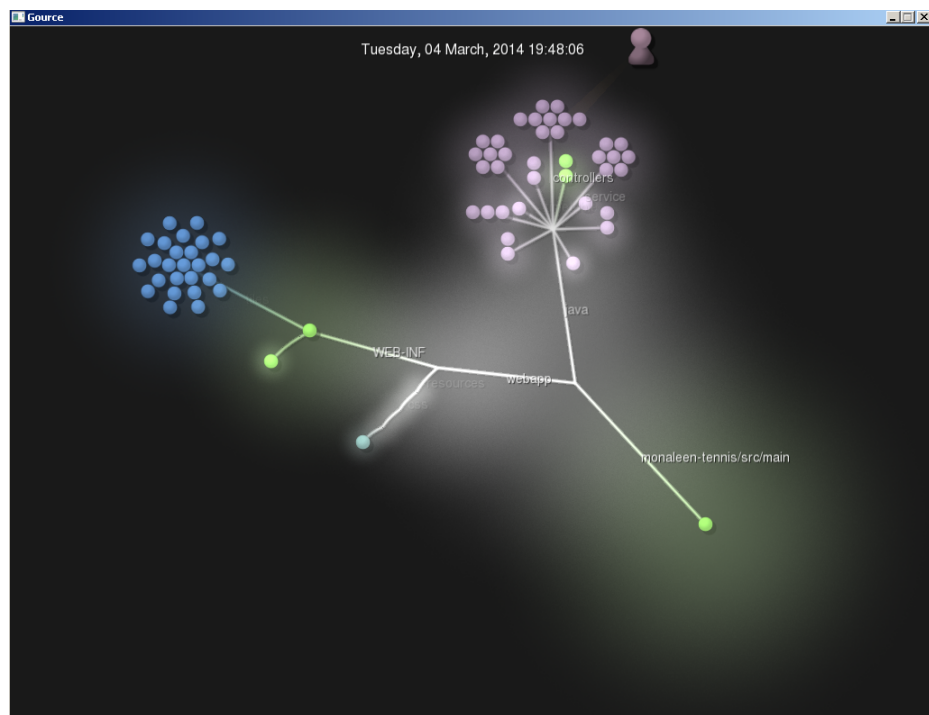 Gource
Tuesday, 04 March, 2014 19:48:06
controllers
service
java
WEB-INF
webapp
resources
css
monaleen-tennis/src/main